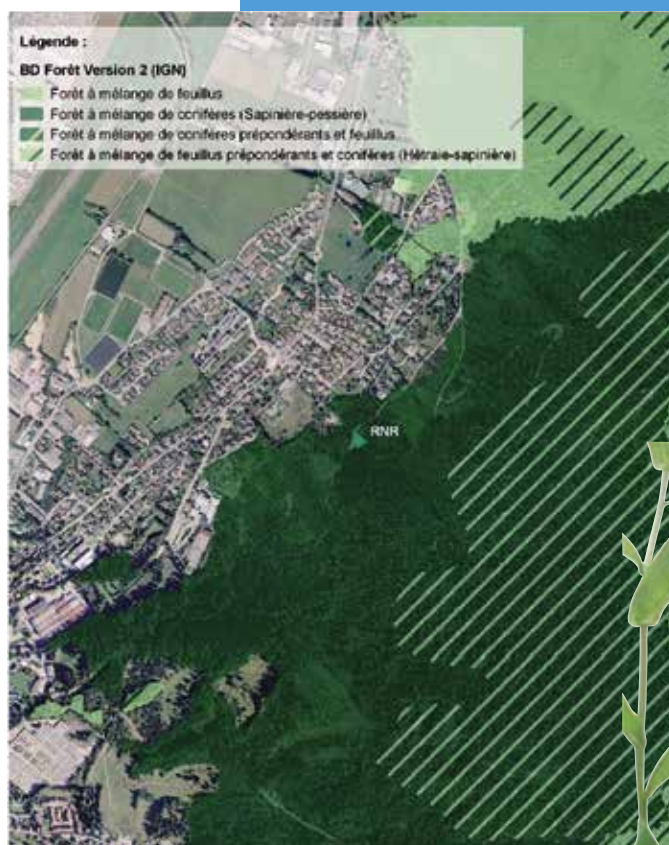 Légende :
BD Forêt Version 2 (IGN)
Forêt à mélange de feuillus
Forêt à mélange de conifères (Sapinière-pessière)
Forêt à mélange de conifères prépondérants et feuillus
Forêt à mélange de feuillus prépondérants et conifères (Hêtraie-sapinière)
RNR